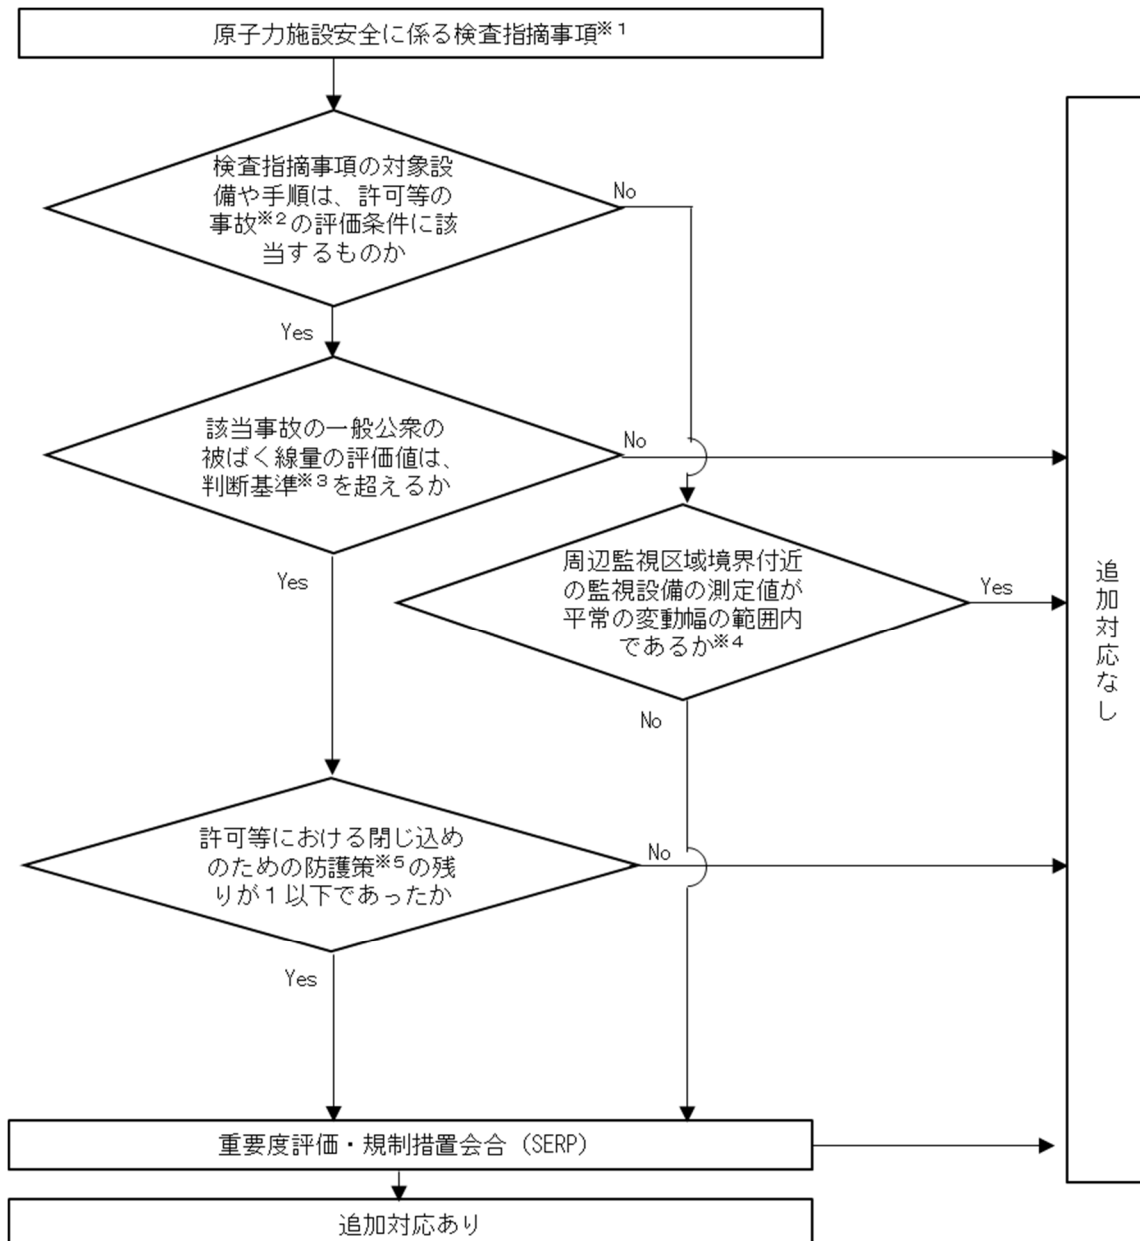 原子力施設安全に係る検査指摘事項※1
検査指摘事項の対象設
備や手順は、許可等の
事故※2の評価条件に該
当するものか
No
Yes
該当事故の一般公衆の
被ばく線量の評価値は、
判断基準※3を超えるか
No
Yes
周辺監視区域境界付近
の監視設備の測定値が
平常の変動幅の範囲内
であるか※4
Yes
No
追加対応なし
許可等における閉じ込め
のための防護策※5の残
りが1以下であったか
No
Yes
重要度評価・規制措置会合 (SERP)
追加対応あり